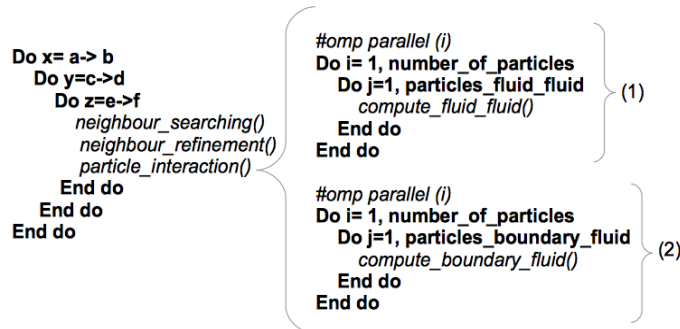 Do x= a-> b
Do y=c->d
Do z=e->f
neighbour_searching()
neighbour_refinement()
particle_interaction()
End do
End do
End do
#omp parallel (i)
Do i= 1, number_of_particles
Do j=1, particles_fluid_fluid
compute_fluid_fluid()
End do
End do
(1)
#omp parallel (i)
Do i= 1, number_of_particles
Do j=1, particles_boundary_fluid
compute_boundary_fluid()
End do
End do
(2)